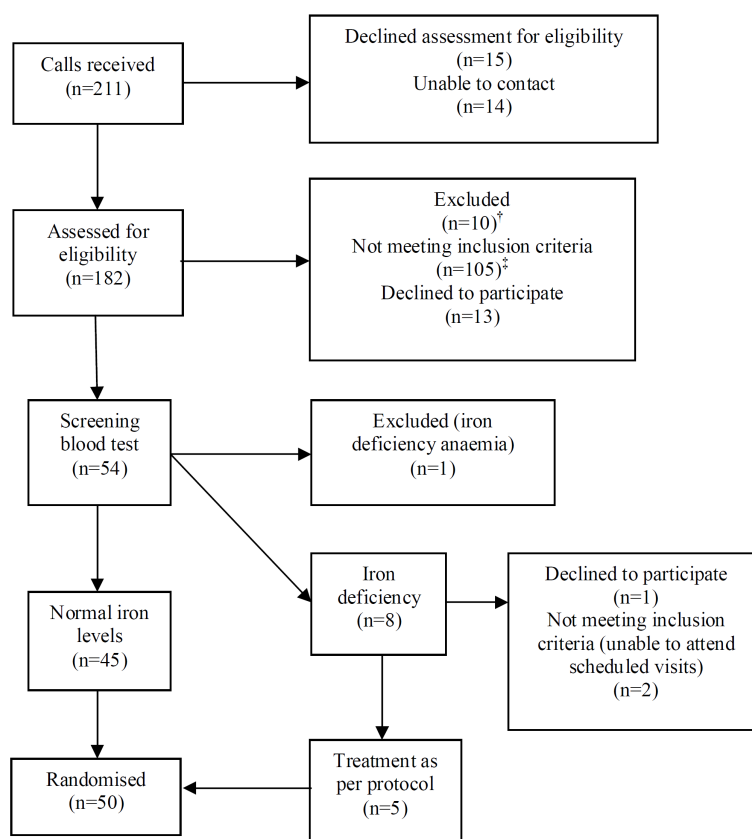 Calls received
(n=211)
Declined assessment for eligibility
(n=15)
Unable to contact
(n=14)
Assessed for
eligibility
(n=182)
Excluded
(n=10)†
Not meeting inclusion criteria
(n=105)‡
Declined to participate
(n=13)
Screening
blood test
(n=54)
Excluded (iron
deficiency anaemia)
(n=1)
Iron
deficiency
(n=8)
Declined to participate
(n=1)
Not meeting inclusion
criteria (unable to attend
scheduled visits)
(n=2)
Normal iron
levels
(n=45)
Treatment as
per protocol
(n=5)
Randomised
(n=50)